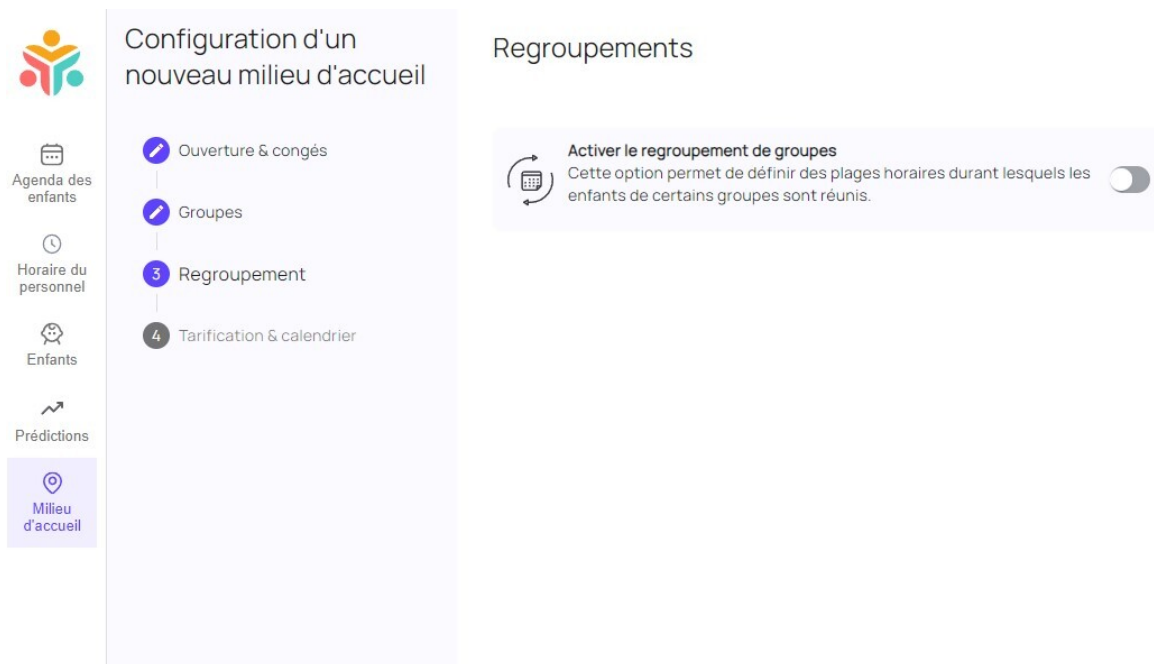 Agenda des
enfants
Horaire du
personnel
Enfants
Prédictions
Milieu
d'accueil
Configuration d'un
nouveau milieu d'accueil
Ouverture & congés
Groupes
3 Regroupement
4 Tarification & calendrier
Regroupements
Activer le regroupement de groupes
Cette option permet de définir des plages horaires durant lesquels les
enfants de certains groupes sont réunis.